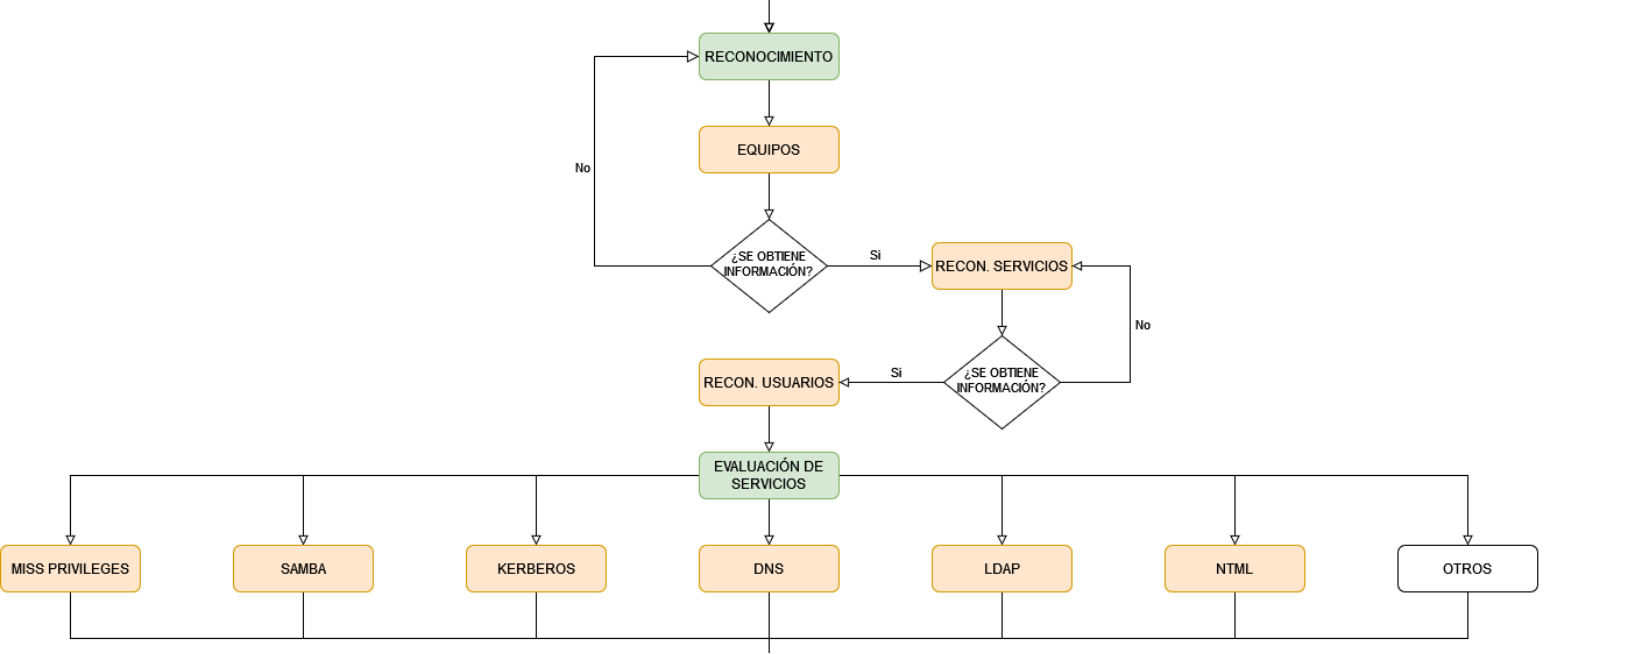 RECONOCIMIENTO
EQUIPOS
No
¿SE OBTIENE
INFORMACIÓN?
Si
RECON. SERVICIOS
No
¿SE OBTIENE
INFORMACIÓN?
Si
RECON. USUARIOS
EVALUACIÓN DE
SERVICIOS
MISS PRIVILEGES
SAMBA
KERBEROS
DNS
LDAP
NTML
OTROS